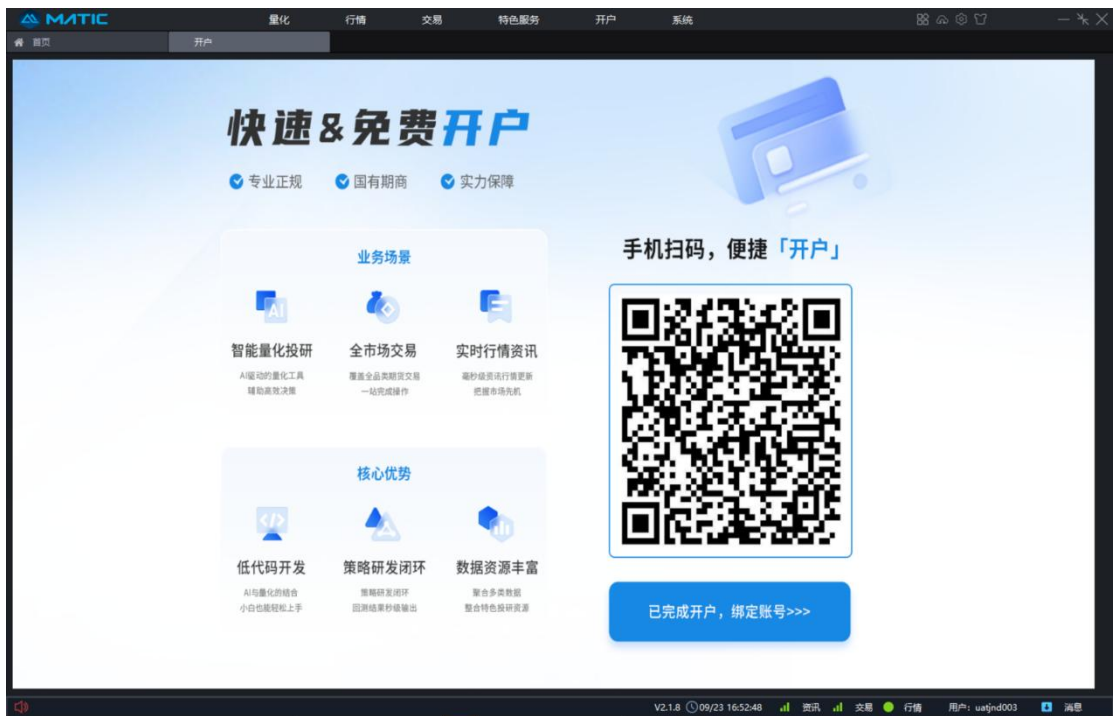 MATIC 量化 行情 交易 特色服务 开户 系统
首页 开户
快速&免费开户
专业正规 国有期商 实力保障
业务场景
AI
智能量化投研 全市场交易 实时行情资讯
AI驱动的量化工具 覆盖全品类期货交易 毫秒级资讯行情更新
辅助高效决策 一站完成操作 把握市场先机
核心优势
</>
低代码开发 策略研发闭环 数据资源丰富
AI与量化的结合 策略研发闭环 聚合多类数据
小白也能轻松上手 回测结果秒级输出 整合特色投研资源
手机扫码，便捷「开户」
已完成开户，绑定账号>>>
V2.1.8 09/23 16:52:48 资讯 交易 行情 用户: uatjnd003 消息